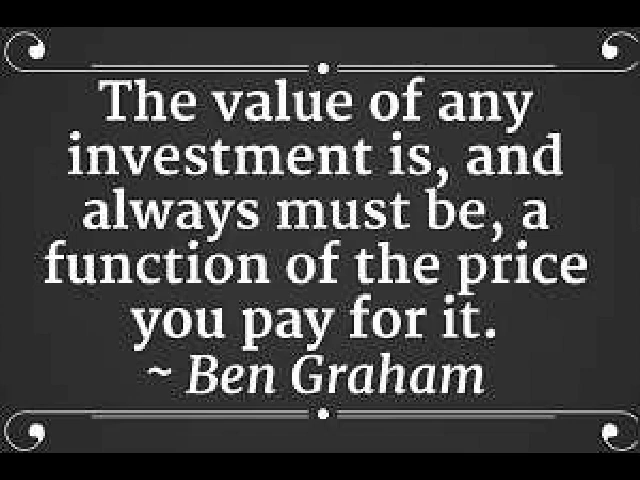 The value of any
investment is, and
always must be, a
function of the price
you pay for it.
~ Ben Graham